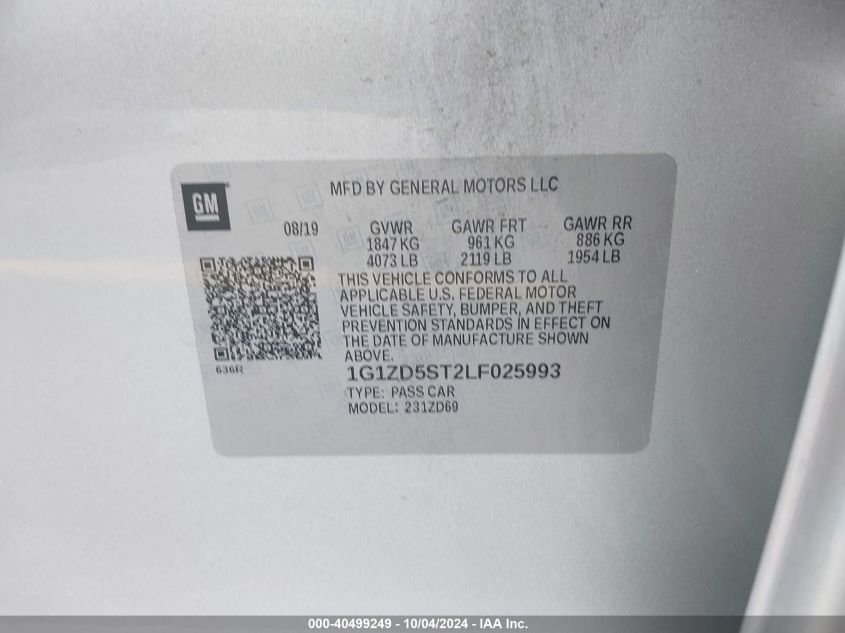 GM
MFD BY GENERAL MOTORS LLC
08/19 GVWR GAWR FRT GAWR RR
1847 KG 961 KG 886 KG
4073 LB 2119 LB 1954 LB
THIS VEHICLE CONFORMS TO ALL
APPLICABLE U.S. FEDERAL MOTOR
VEHICLE SAFETY, BUMPER, AND THEFT
PREVENTION STANDARDS IN EFFECT ON
THE DATE OF MANUFACTURE SHOWN
ABOVE.
636R
1G1ZD5ST2LF025993
TYPE: PASS CAR
MODEL: 231ZD69
000-40499249 - 10/04/2024 - IAA Inc.